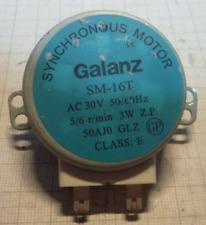 SYNCHRONOUS MOTOR
Galanz
SM-16T
AC 30V 50/60Hz
5/6 r/min 3W Z.P.
50AJ0 GLZ
CLASS: E